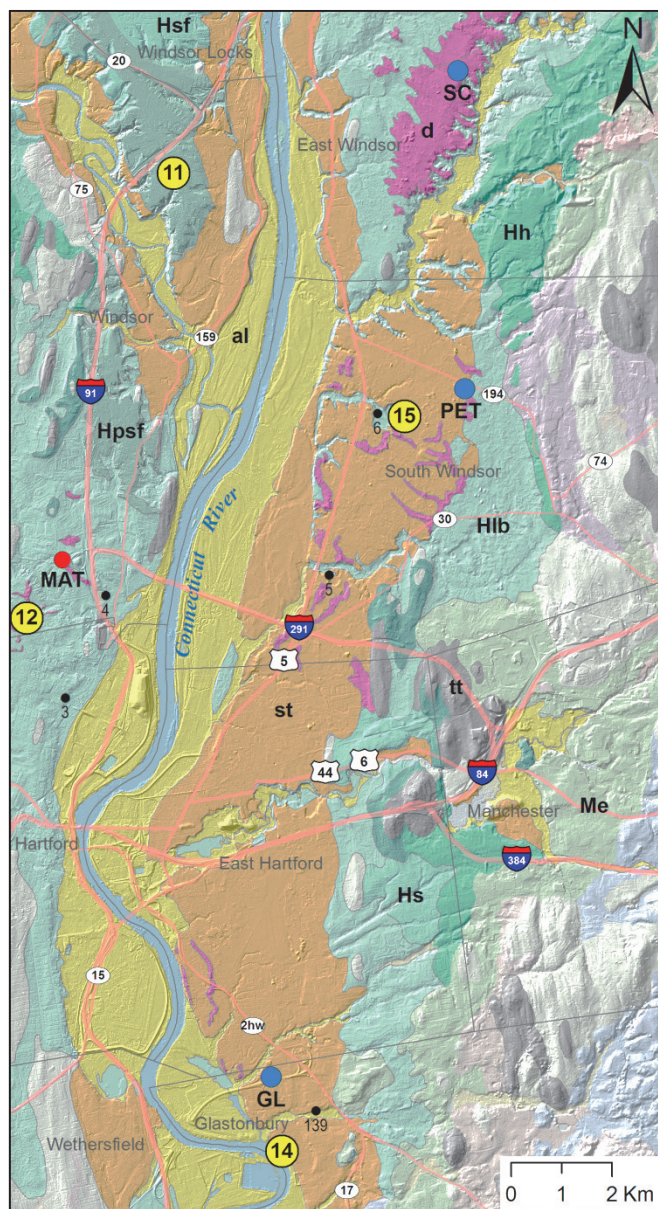 Hsf
Windsor Locks
20
N
SC
East Windsor
d
11
75
Hh
Windsor
159
al
91
194
PET
15
6
Hpsf
South Windsor
74
30
Connecticut River
Hlb
MAT
4
5
12
291
5
tt
3
st
44
6
84
Manchester
Me
Hartford
East Hartford
384
Hs
15
2hw
GL
Glastonbury
139
Wethersfield
14
17
0 1 2 Km